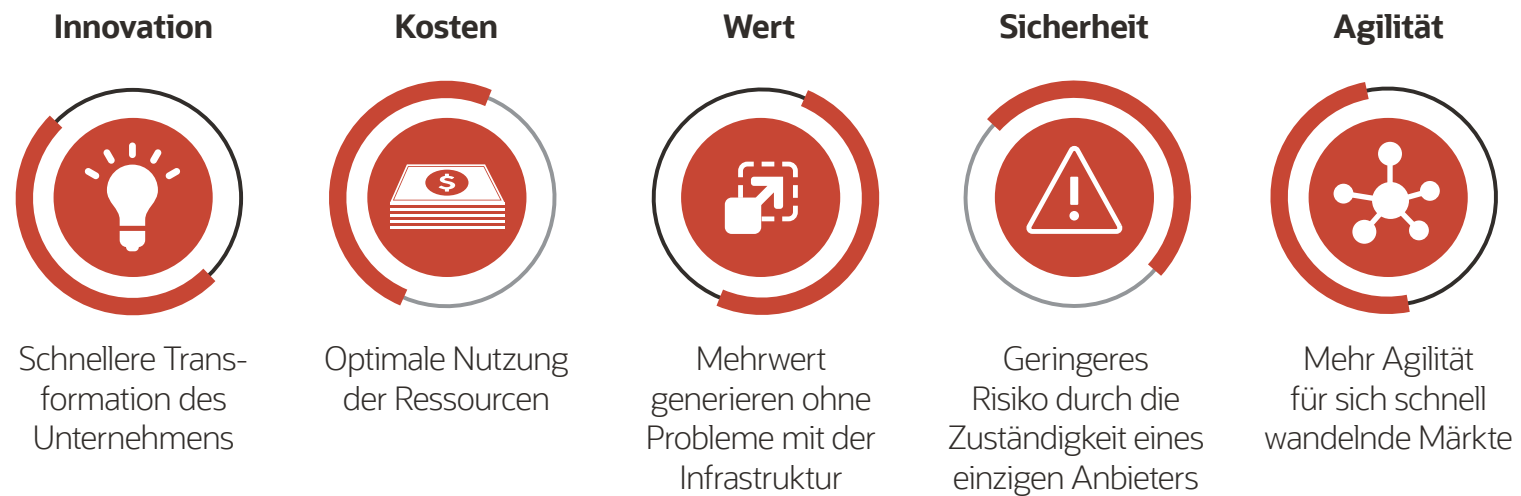 Innovation
Kosten
Wert
Sicherheit
Agilität
$
Schnellere Trans-
formation des
Unternehmens
Optimale Nutzung
der Ressourcen
Mehrwert
generieren ohne
Probleme mit der
Infrastruktur
Geringeres
Risiko durch die
Zuständigkeit eines
einzigen Anbieters
Mehr Agilität
für sich schnell
wandelnde Märkte